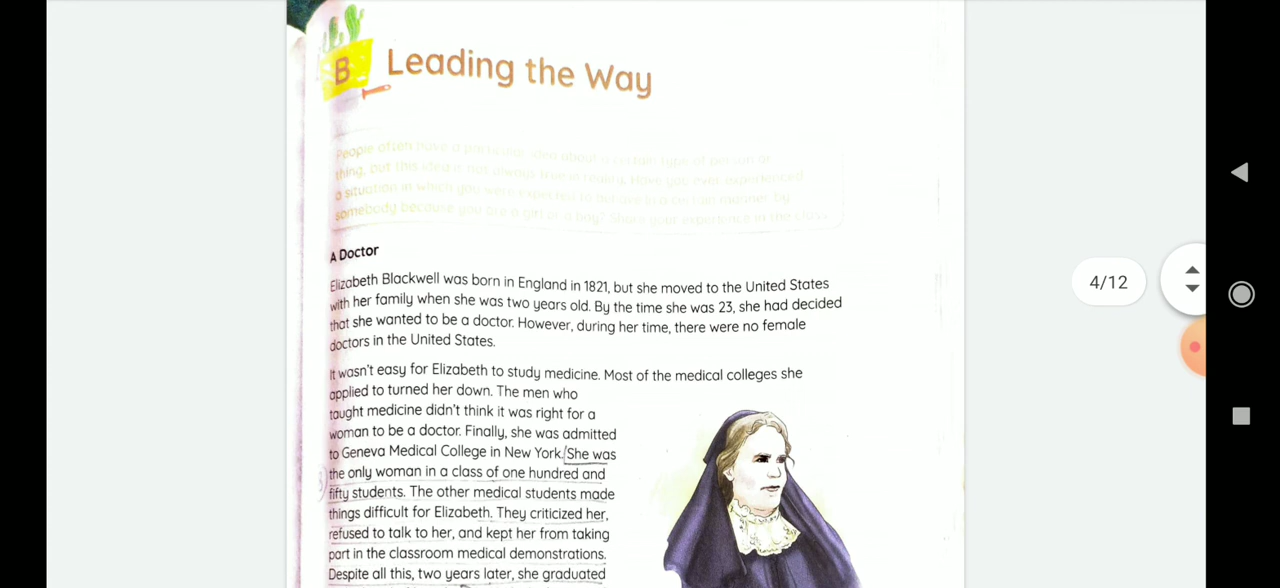 B
Leading the Way
People often have a particular idea about a certain type of person or
thing, but this idea is not always true in reality. Have you ever experienced
a situation in which you were expected to behave in a certain manner by
somebody because you are a girl or a boy? Share your experience in the class.
A Doctor
Elizabeth Blackwell was born in England in 1821, but she moved to the United States
with her family when she was two years old. By the time she was 23, she had decided
that she wanted to be a doctor. However, during her time, there were no female
doctors in the United States.
It wasn't easy for Elizabeth to study medicine. Most of the medical colleges she
applied to turned her down. The men who
taught medicine didn't think it was right for a
woman to be a doctor. Finally, she was admitted
to Geneva Medical College in New York. She was
the only woman in a class of one hundred and
fifty students. The other medical students made
things difficult for Elizabeth. They criticized her,
refused to talk to her, and kept her from taking
part in the classroom medical demonstrations.
Despite all this, two years later, she graduated
4/12